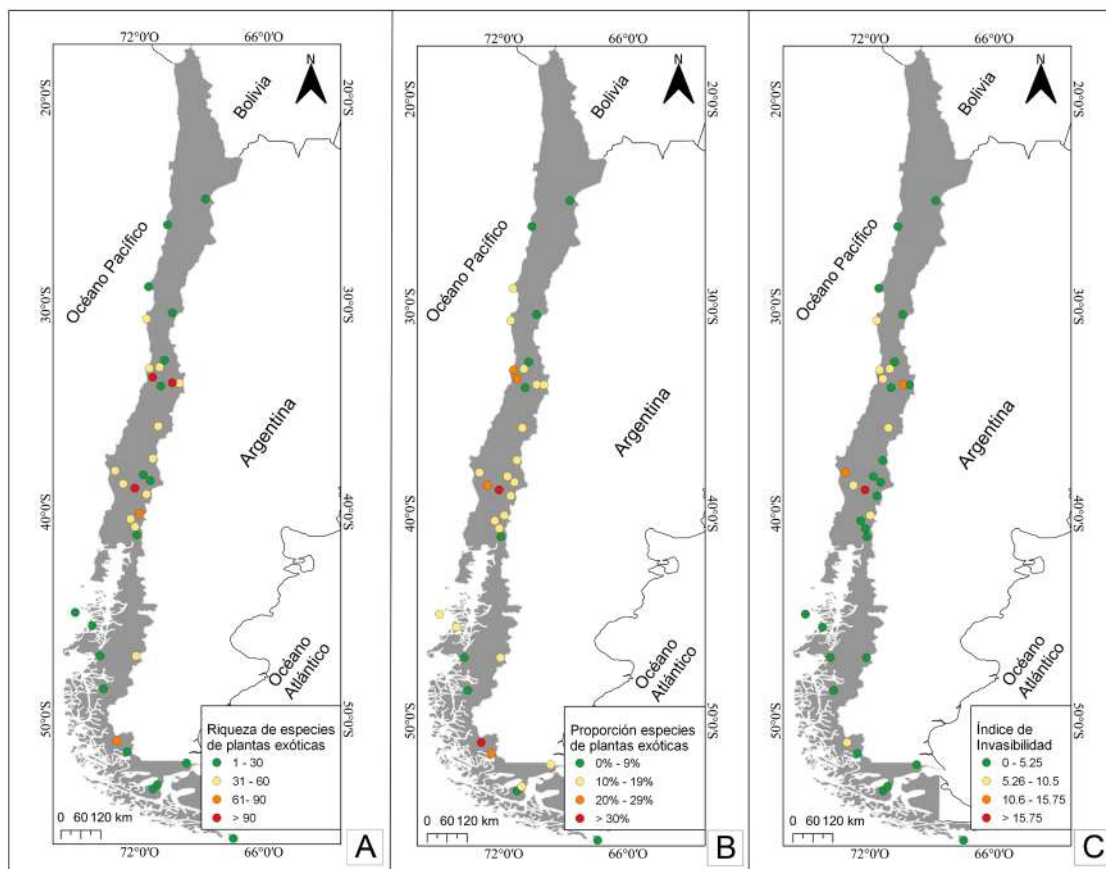 72°0'O 66°0'O
N
Bolivia
20°0'S 20°0'S
Océano Pacífico
30°0'S 30°0'S
Argentina
40°0'S 40°0'S
Océano
Atlántico
50°0'S 50°0'S
Riqueza de especies
de plantas exóticas
1 - 30
31 - 60
61- 90
> 90
0 60 120 km
72°0'O 66°0'O
A
72°0'O 66°0'O
N
Bolivia
20°0'S 20°0'S
Océano Pacífico
30°0'S 30°0'S
Argentina
40°0'S 40°0'S
Océano
Atlántico
50°0'S 50°0'S
Proporción especies
de plantas exóticas
0% - 9%
10% - 19%
20% - 29%
> 30%
0 60 120 km
72°0'O 66°0'O
B
72°0'O 66°0'O
N
Bolivia
20°0'S 20°0'S
Océano Pacífico
30°0'S 30°0'S
Argentina
40°0'S 40°0'S
Océano
Atlántico
50°0'S 50°0'S
Índice de
Invasibilidad
0 - 5.25
5.26 - 10.5
10.6 - 15.75
> 15.75
0 60 120 km
72°0'O 66°0'O
C